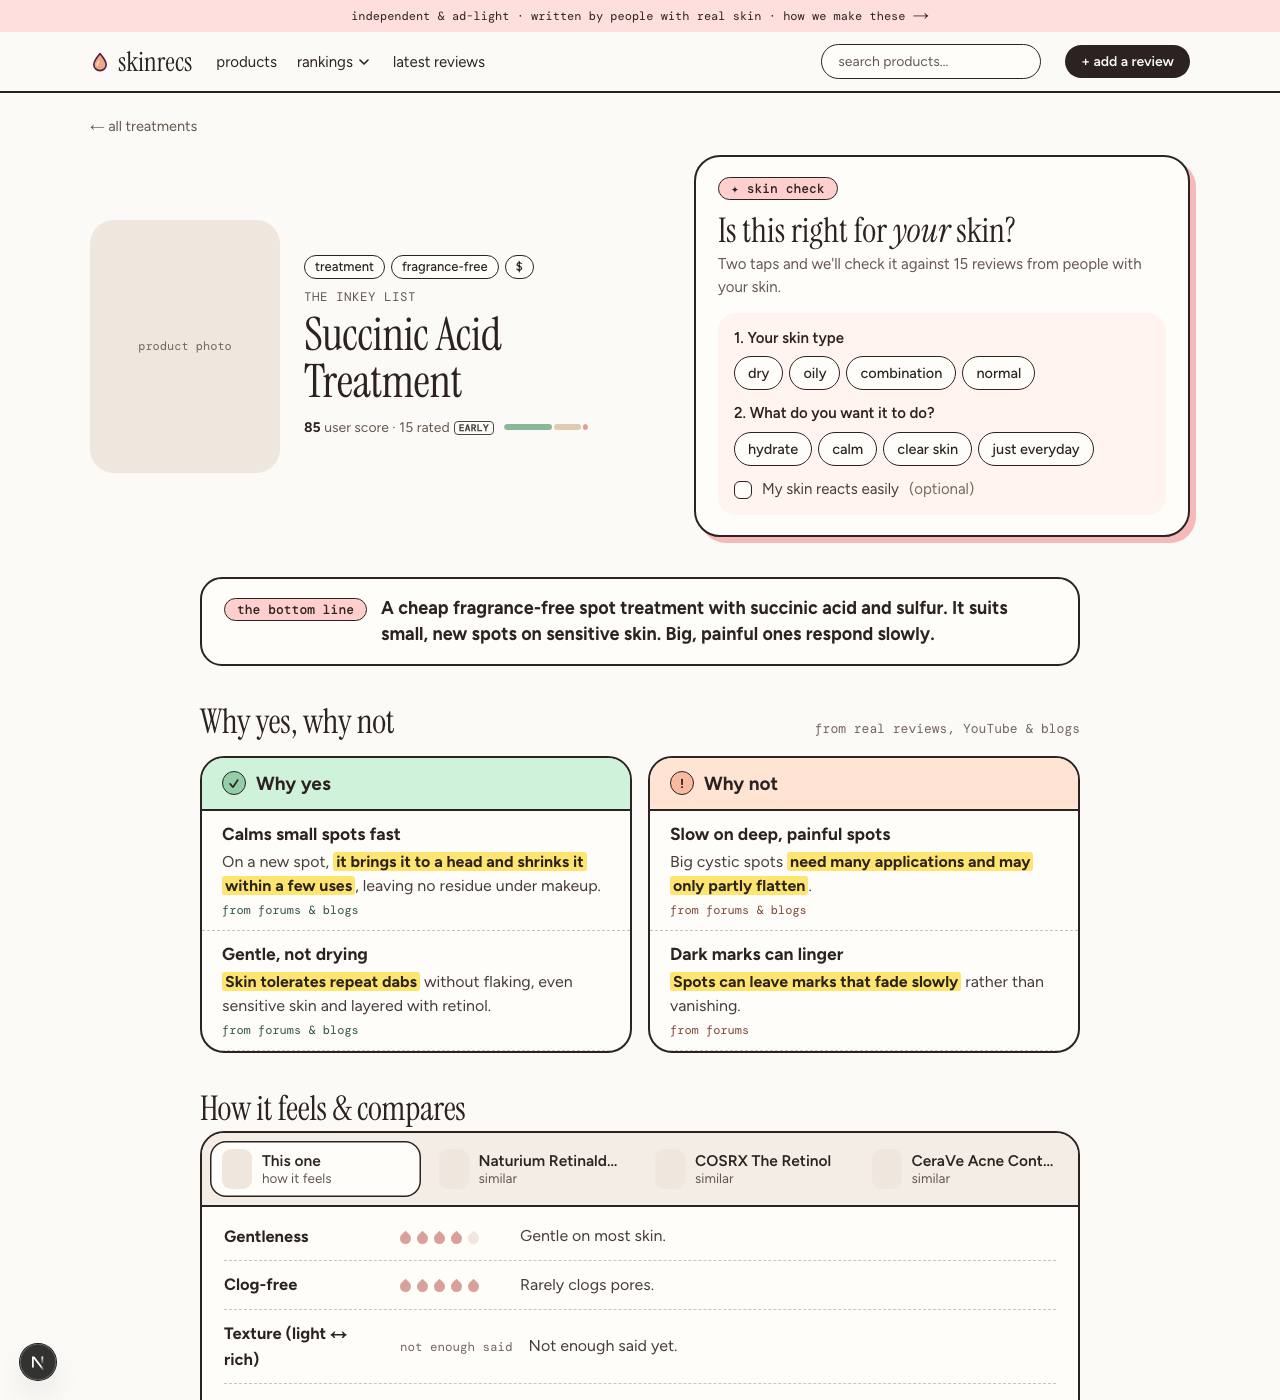 independent & ad-light · written by people with real skin · how we make these →
skinrecs
products
rankings
latest reviews
search products...
+ add a review
← all treatments
product photo
treatment
fragrance-free
$
THE INKEY LIST
Succinic Acid
Treatment
85 user score · 15 rated EARLY
✦ skin check
Is this right for your skin?
Two taps and we'll check it against 15 reviews from people with
your skin.
1. Your skin type
dry
oily
combination
normal
2. What do you want it to do?
hydrate
calm
clear skin
just everyday
My skin reacts easily (optional)
the bottom line
A cheap fragrance-free spot treatment with succinic acid and sulfur. It suits
small, new spots on sensitive skin. Big, painful ones respond slowly.
Why yes, why not
from real reviews, YouTube & blogs
Why yes
Calms small spots fast
On a new spot, it brings it to a head and shrinks it
within a few uses, leaving no residue under makeup.
from forums & blogs
Gentle, not drying
Skin tolerates repeat dabs without flaking, even
sensitive skin and layered with retinol.
from forums & blogs
! Why not
Slow on deep, painful spots
Big cystic spots need many applications and may
only partly flatten.
from forums & blogs
Dark marks can linger
Spots can leave marks that fade slowly rather than
vanishing.
from forums
How it feels & compares
This one
how it feels
Naturium Retinald...
similar
COSRX The Retinol
similar
CeraVe Acne Cont...
similar
Gentleness
Gentle on most skin.
Clog-free
Rarely clogs pores.
Texture (light ↔
rich)
not enough said
Not enough said yet.
N